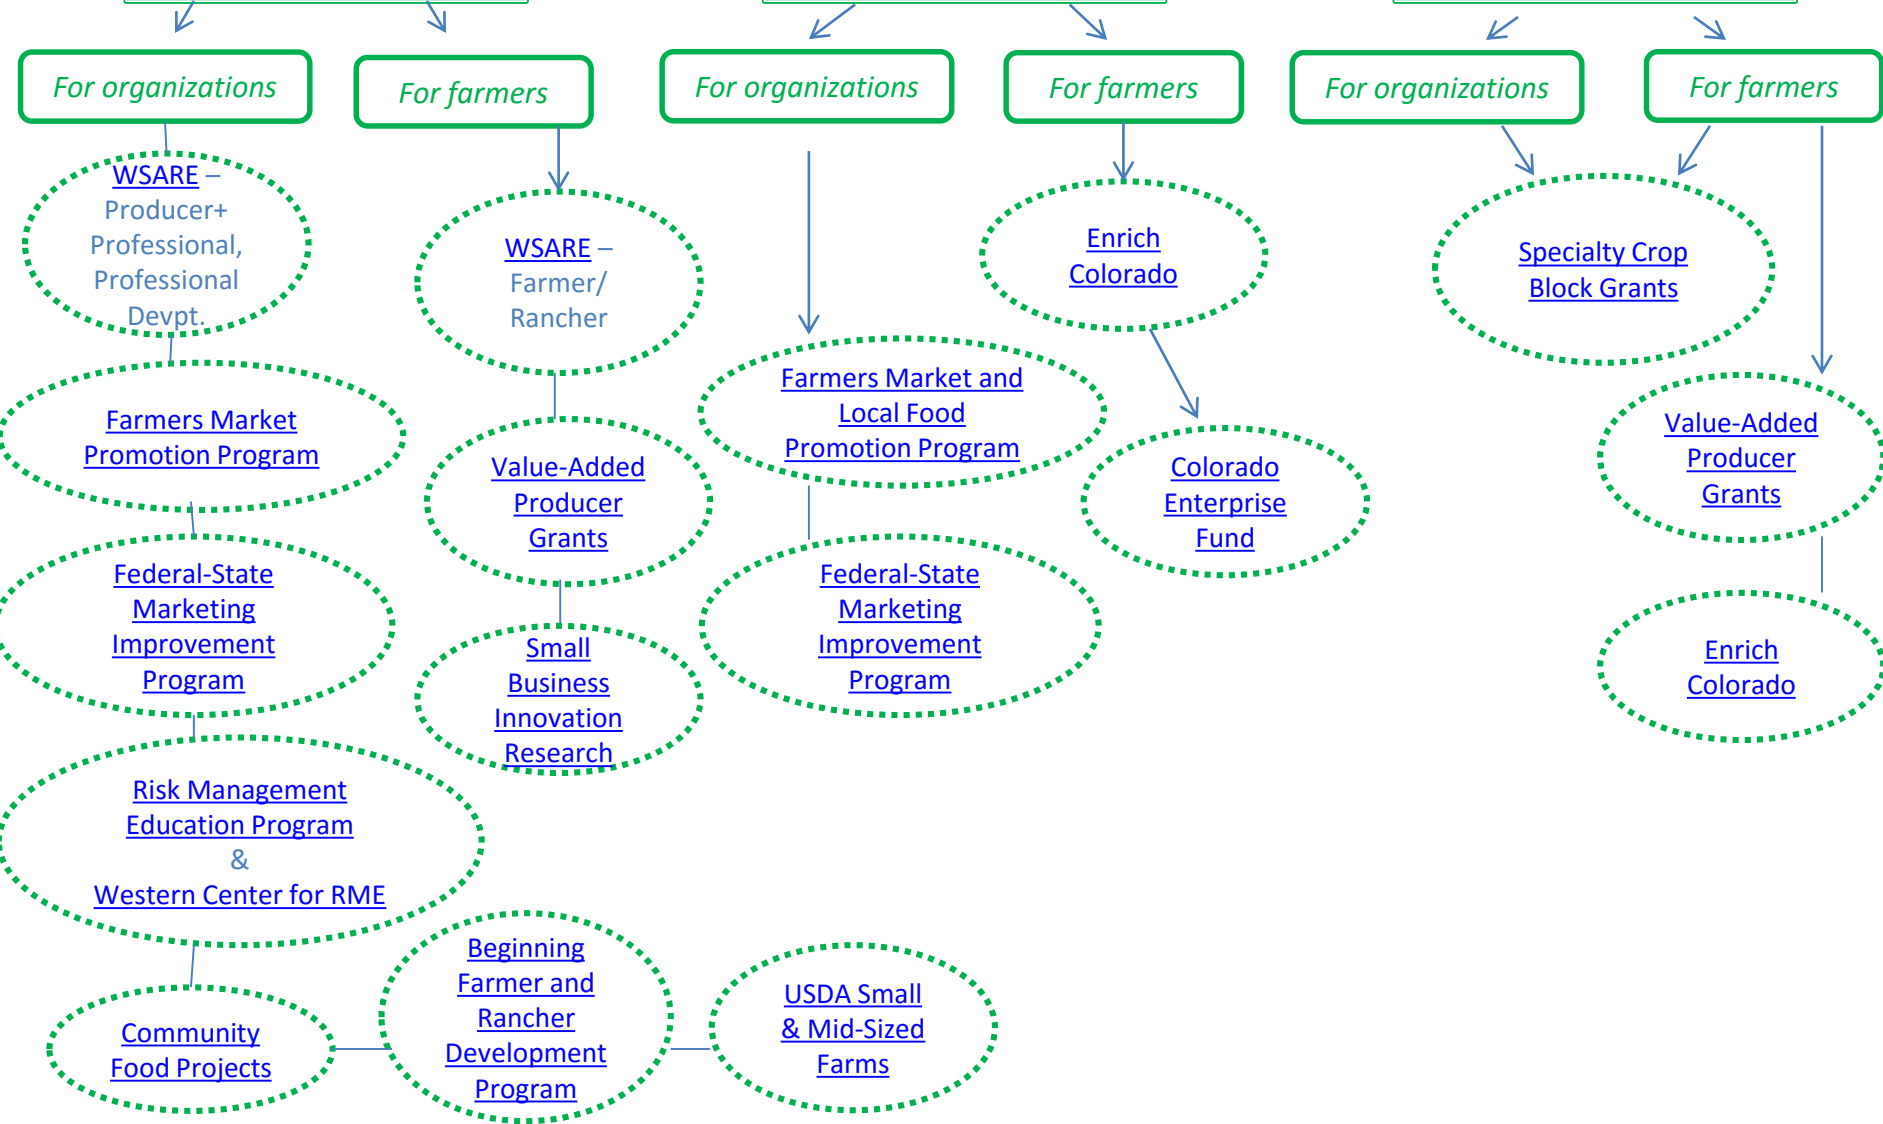 For organizations
For farmers
For organizations
For farmers
For organizations
For farmers
WSARE –
Producer+
Professional,
Professional
Devpt.
Farmers Market
Promotion Program
Federal-State
Marketing
Improvement
Program
Risk Management
Education Program
&
Western Center for RME
Community
Food Projects
Beginning
Farmer and
Rancher
Development
Program
USDA Small
& Mid-Sized
Farms
WSARE –
Farmer/
Rancher
Value-Added
Producer
Grants
Small
Business
Innovation
Research
Farmers Market and
Local Food
Promotion Program
Federal-State
Marketing
Improvement
Program
Enrich
Colorado
Colorado
Enterprise
Fund
Specialty Crop
Block Grants
Value-Added
Producer
Grants
Enrich
Colorado